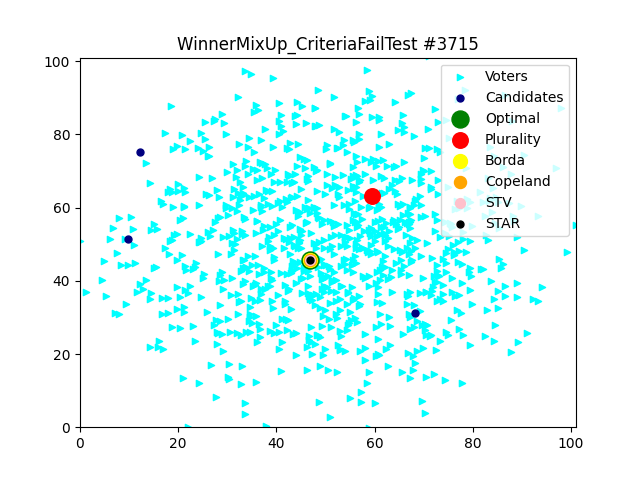 WinnerMixUp_CriteriaFailTest #3715
100
80
60
40
20
0
0
20
40
60
80
100
Voters
Candidates
Optimal
Plurality
Borda
Copeland
STV
STAR